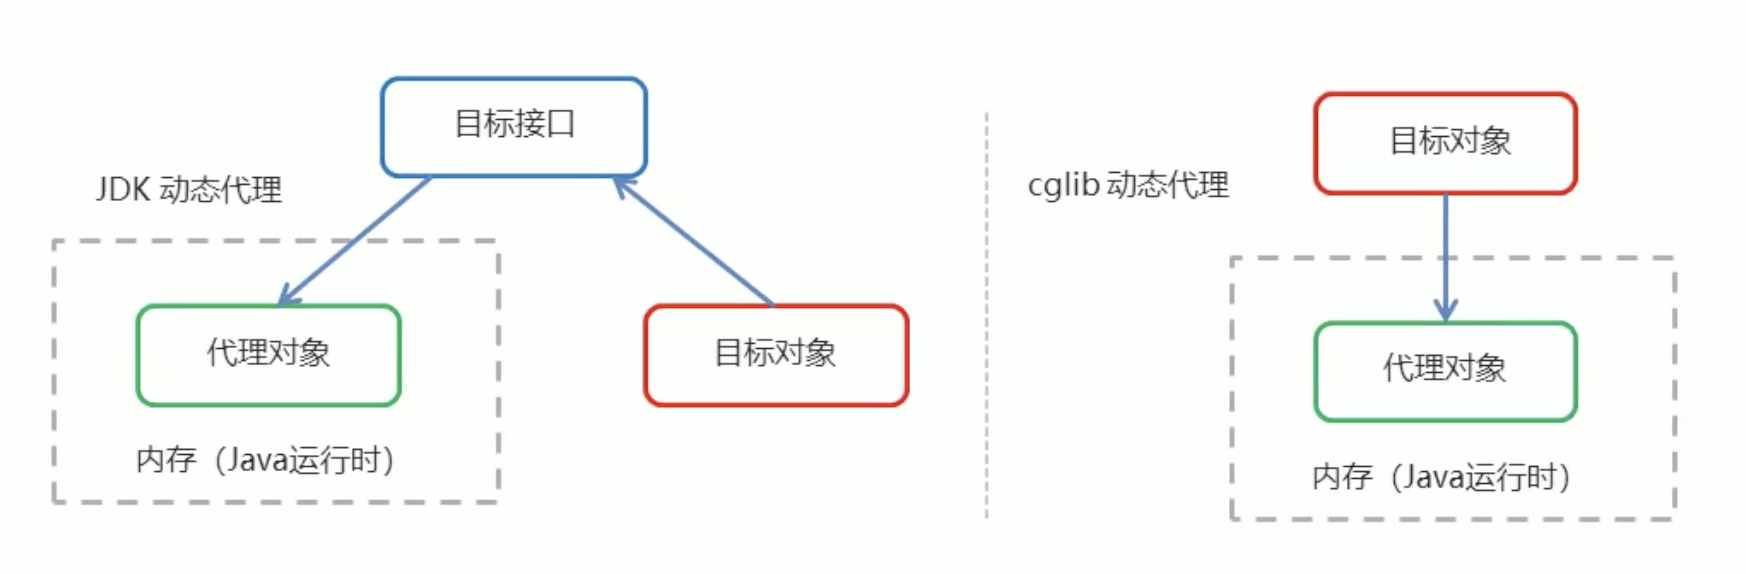 目标接口
JDK 动态代理
代理对象
目标对象
内存（Java运行时）
目标对象
cglib 动态代理
代理对象
内存（Java运行时）